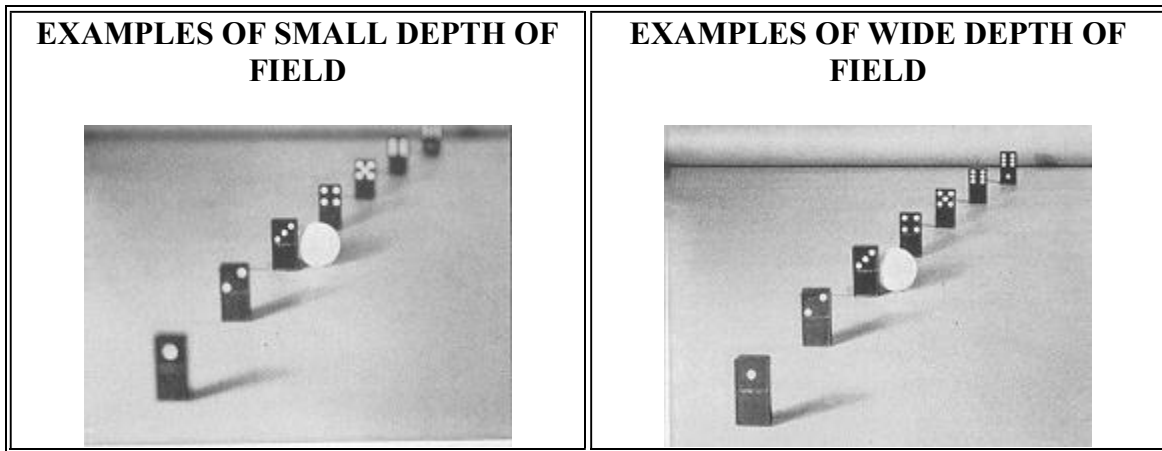 EXAMPLES OF SMALL DEPTH OF
FIELD
EXAMPLES OF WIDE DEPTH OF
FIELD